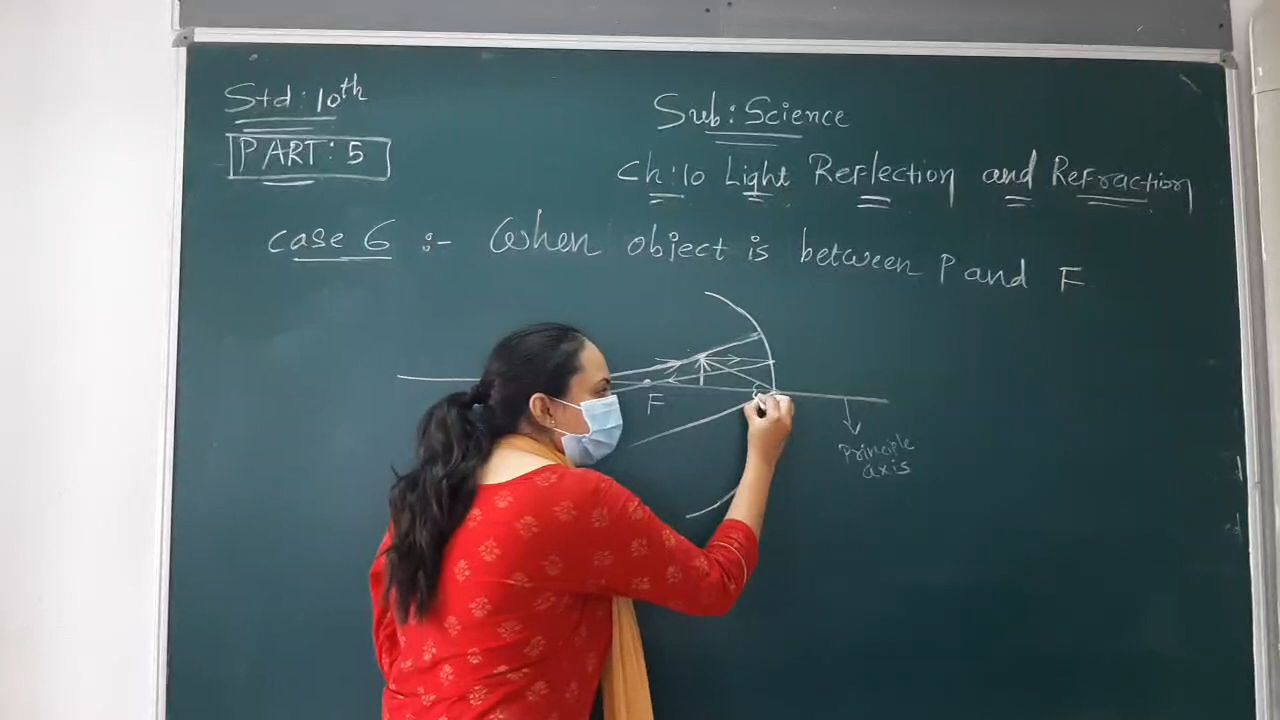 Std: 10th
PART: 5
Sub: Science
Ch: 10 Light Reflection and Refraction
case 6 :- When object is between P and F
F
Principle
axis